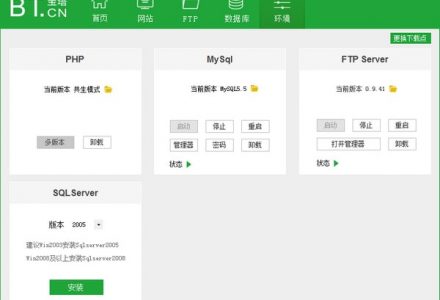 BT.宝塔.CN
首页 网站 FTP 数据库 环境
更换下载点
PHP
当前版本 共生模式
多版本 卸载
MySql
当前版本 MySQL5.5
启动 停止 重启
管理器 密码 卸载
状态
FTP Server
当前版本 0.9.41
启动 停止 重启
打开管理器 卸载
状态
SQLServer
版本 2005
建议Win2003安装Sqlserver2005
Win2008及以上安装Sqlserver2008
安装